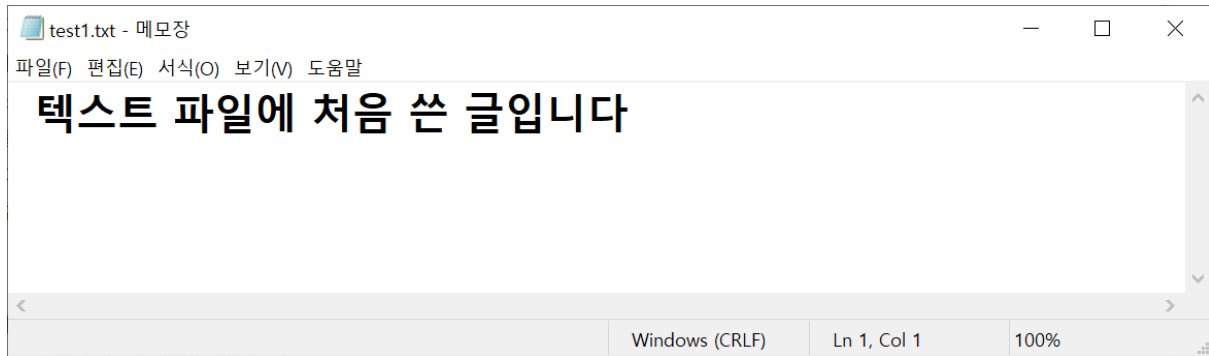 test1.txt - 메모장
파일(F) 편집(E) 서식(O) 보기(V) 도움말
텍스트 파일에 처음 쓴 글입니다
Windows (CRLF) Ln 1, Col 1 100%